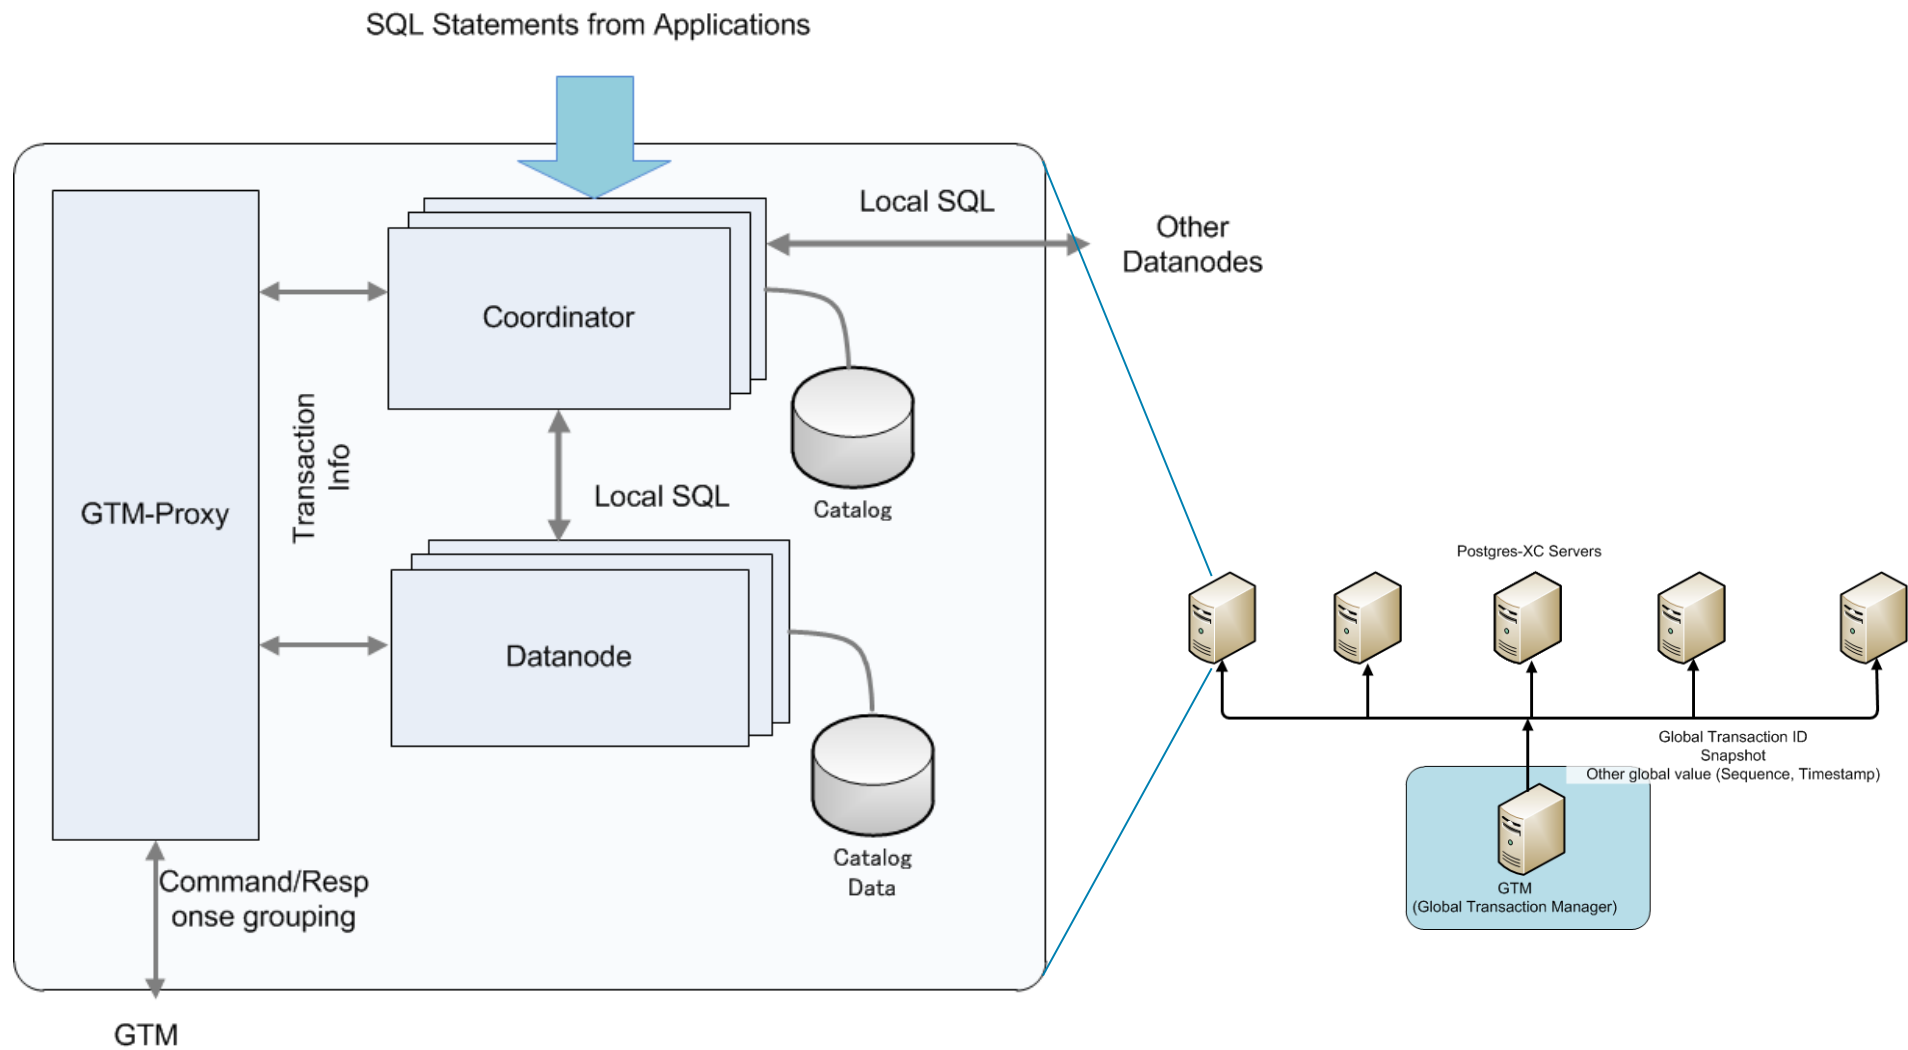 SQL Statements from Applications
Local SQL
Other
Datanodes
Coordinator
Transaction
Info
Local SQL
Catalog
GTM-Proxy
Datanode
Catalog
Data
Command/Resp
onse grouping
GTM
Postgres-XC Servers
Global Transaction ID
Snapshot
Other global value (Sequence, Timestamp)
GTM
(Global Transaction Manager)